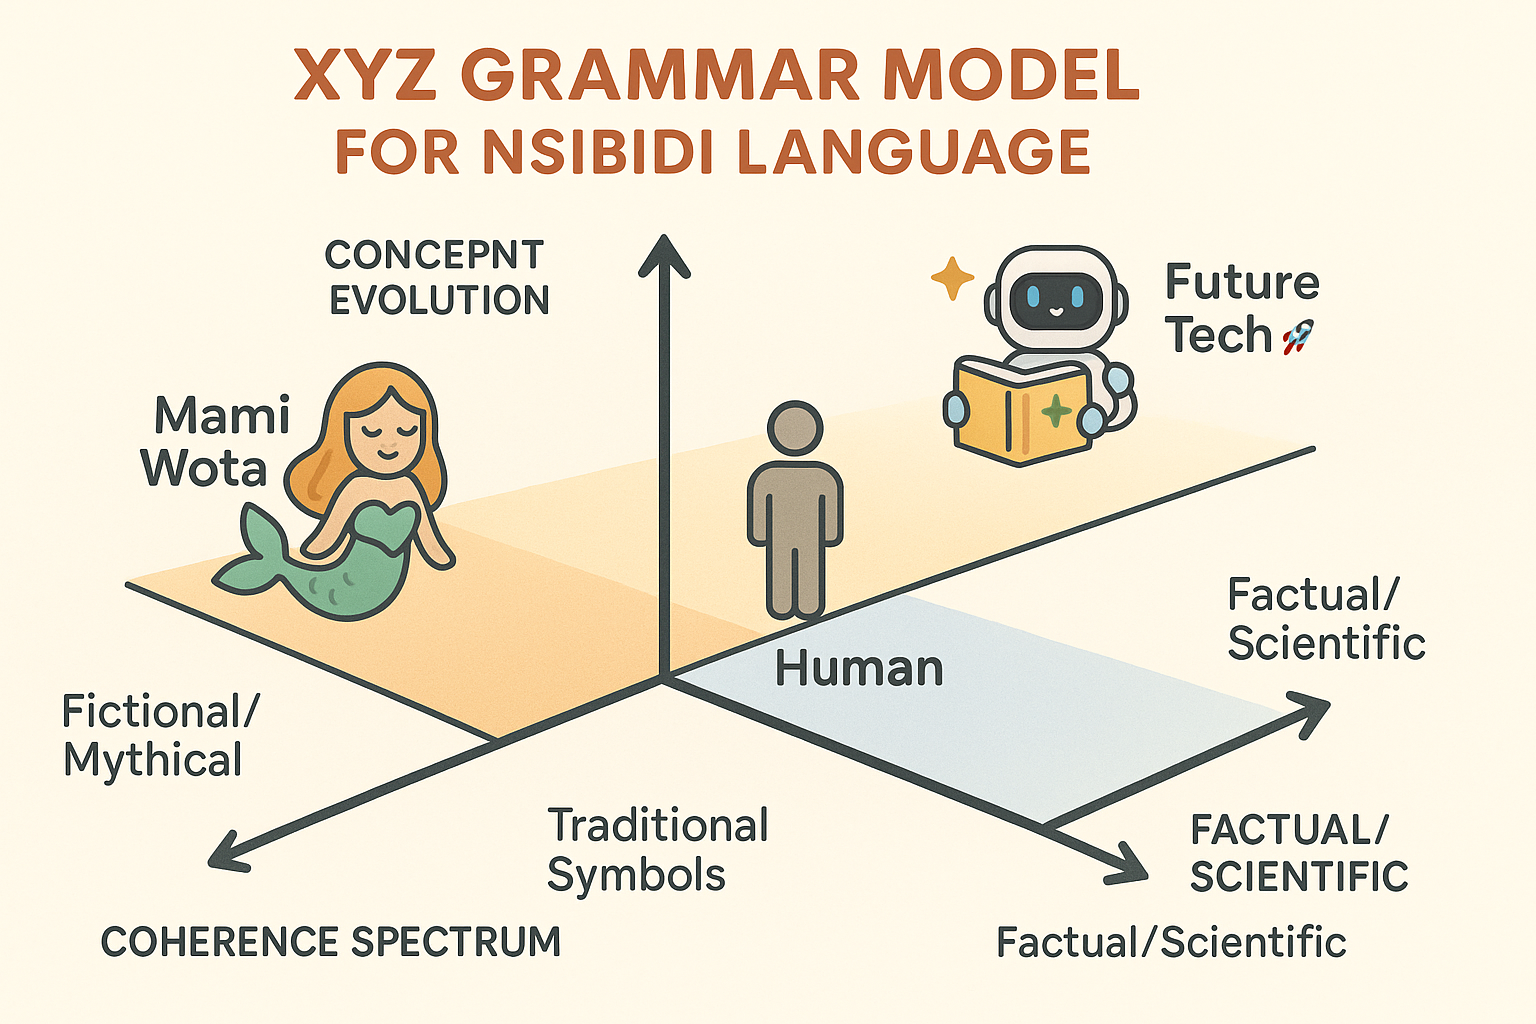 XYZ GRAMMAR MODEL
FOR NSIBIDI LANGUAGE
CONCEPNT
EVOLUTION
Future
Tech🚀
Mami
Wota
Factual/
Scientific
Human
Fictional/
Mythical
Traditional
Symbols
FACTUAL/
SCIENTIFIC
COHERENCE SPECTRUM
Factual/Scientific